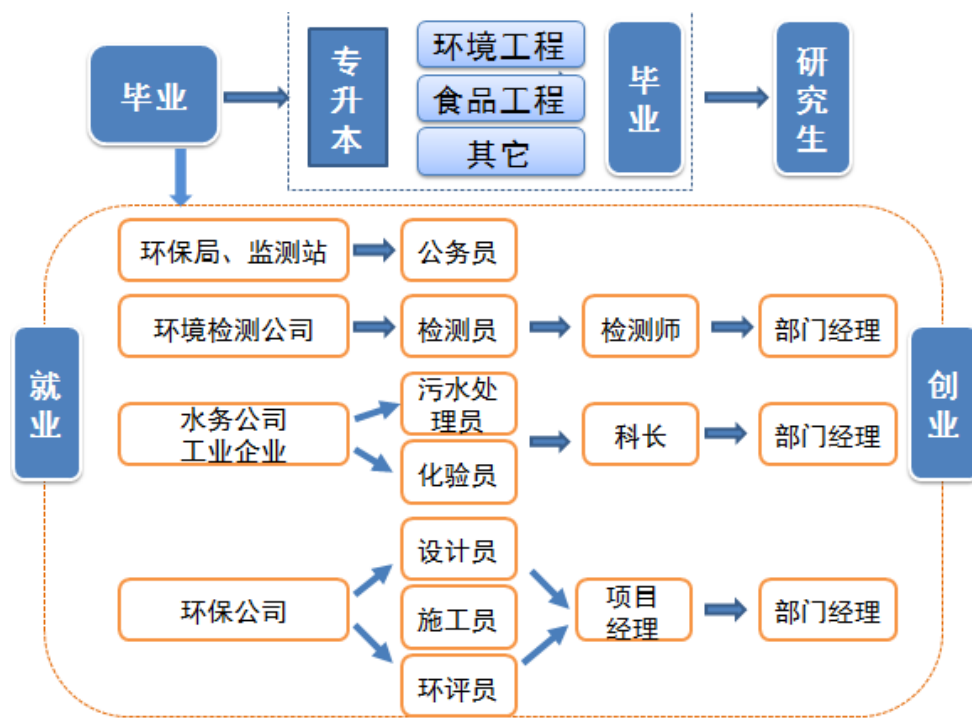 毕业
专升本
环境工程
食品工程
其它
毕业
研究生
就业
创业
环保局、监测站
公务员
环境检测公司
检测员
检测师
部门经理
水务公司
工业企业
污水处
理员
化验员
科长
部门经理
环保公司
设计员
施工员
环评员
项目
经理
部门经理